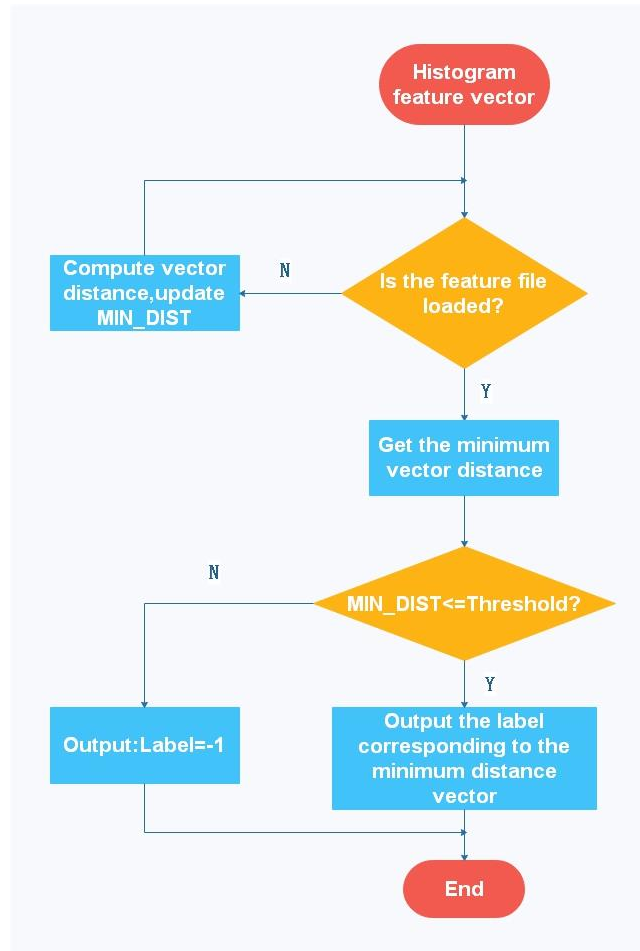 Histogram
feature vector
Compute vector
distance,update
MIN_DIST
N
Is the feature file
loaded?
Y
Get the minimum
vector distance
N
MIN_DIST<=Threshold?
Y
Output:Label=-1
Output the label
corresponding to the
minimum distance
vector
End